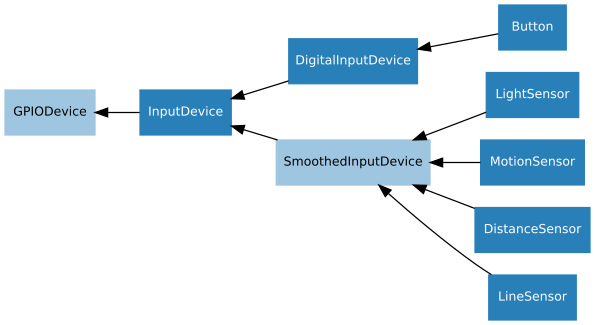 Button
DigitalInputDevice
LightSensor
GPIODevice
InputDevice
SmoothedInputDevice
MotionSensor
DistanceSensor
LineSensor